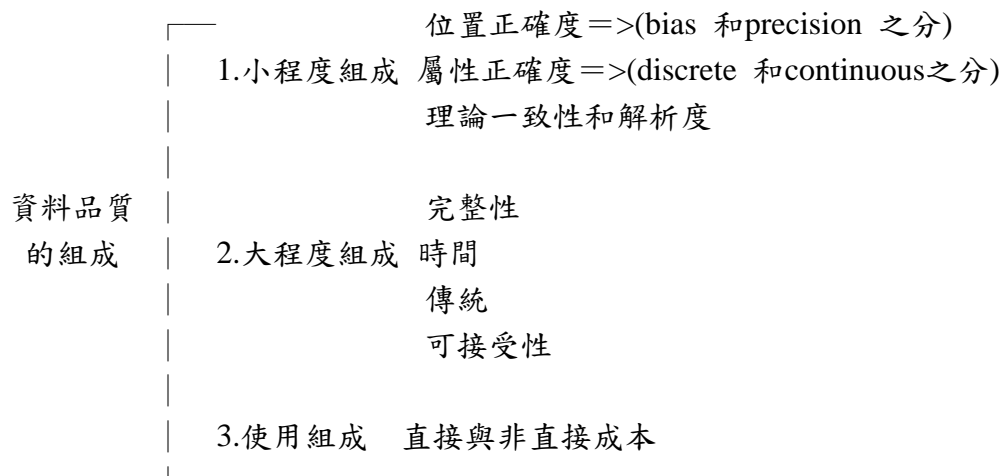 位置正確度＝>(bias 和precision 之分)
1.小程度組成 屬性正確度＝>(discrete 和continuous之分)
理論一致性和解析度
資料品質 完整性
的組成 2.大程度組成 時間
傳統
可接受性
3.使用組成 直接與非直接成本